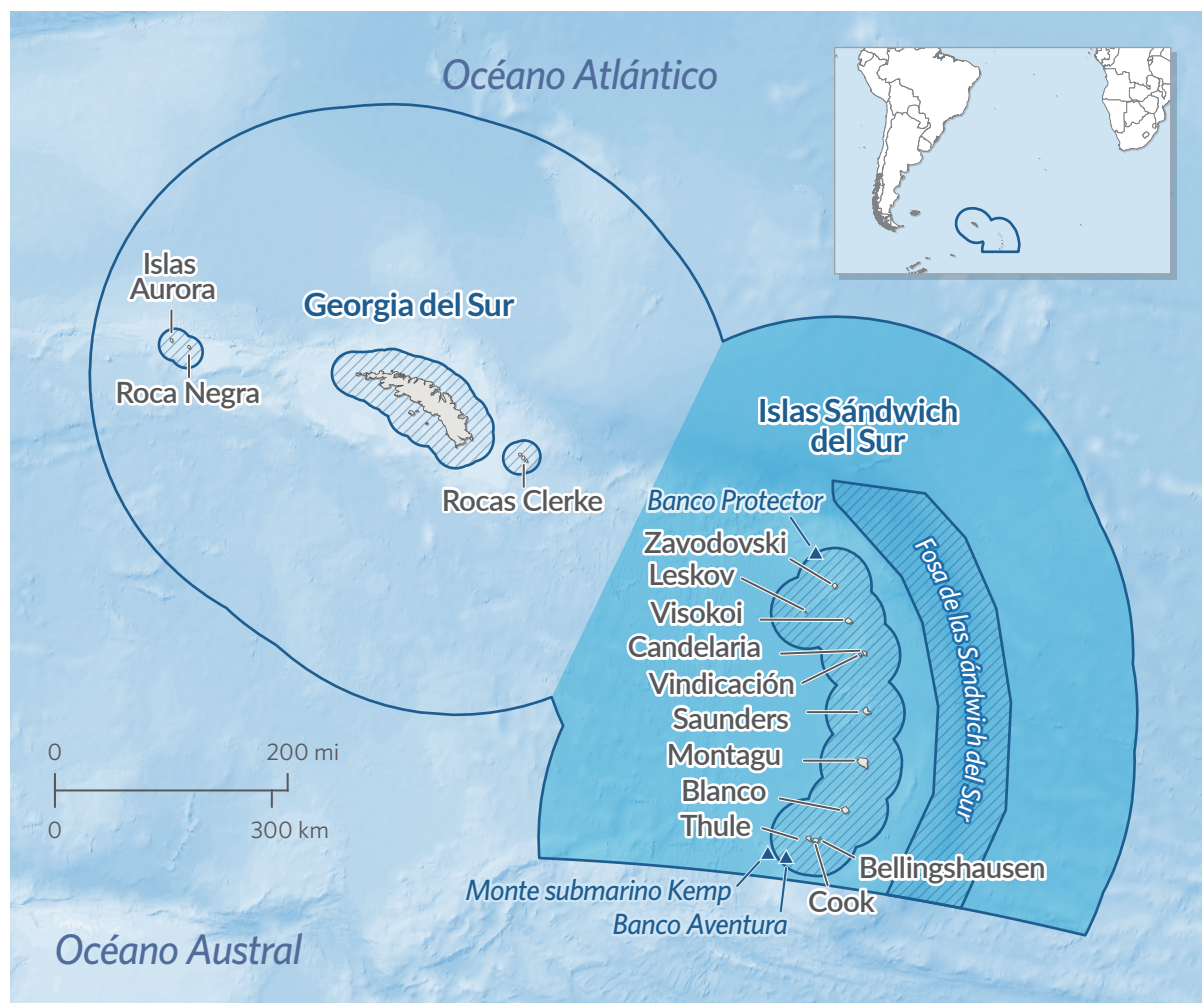 Océano Atlántico
Islas
Aurora
Georgia del Sur
Roca Negra
Rocas Clerke
Islas Sándwich
del Sur
Banco Protector
Zavodovski
Leskov
Visokoi
Candelaria
Vindicación
Saunders
Montagu
Blanco
Thule
Fosa de las Sándwich del Sur
Bellingshausen
Cook
Monte submarino Kemp
Banco Aventura
0 200 mi
0 300 km
Océano Austral